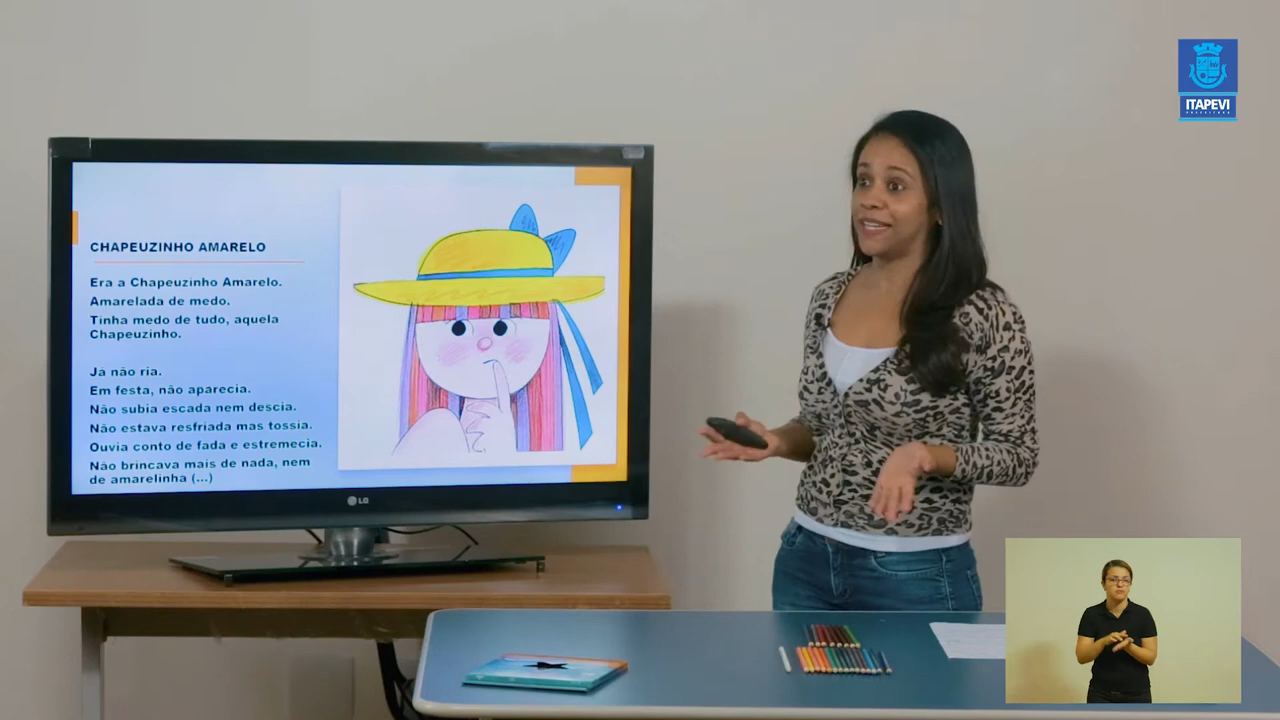 CHAPEUZINHO AMARELO
Era a Chapeuzinho Amarelo.
Amarelada de medo.
Tinha medo de tudo, aquela
Chapeuzinho.
Já não ria.
Em festa, não aparecia.
Não subia escada nem descia.
Não estava resfriada mas tossia.
Ouvia conto de fada e estremecia.
Não brincava mais de nada, nem
de amarelinha (...)
LG
ITAPEVI
PREFEITURA